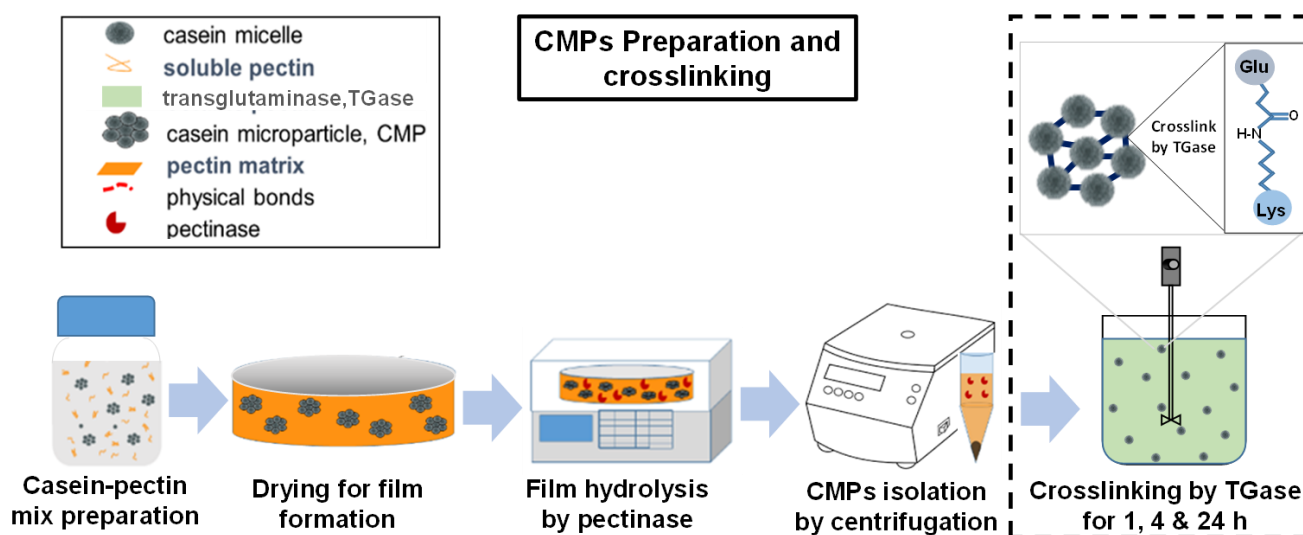 casein micelle
soluble pectin
transglutaminase,TGase
casein microparticle, CMP
pectin matrix
physical bonds
pectinase
CMPs Preparation and
crosslinking
Crosslink
by TGase
Glu
O
H-N
Lys
Casein-pectin
mix preparation
Drying for film
formation
Film hydrolysis
by pectinase
CMPs isolation
by centrifugation
Crosslinking by TGase
for 1, 4 & 24 h